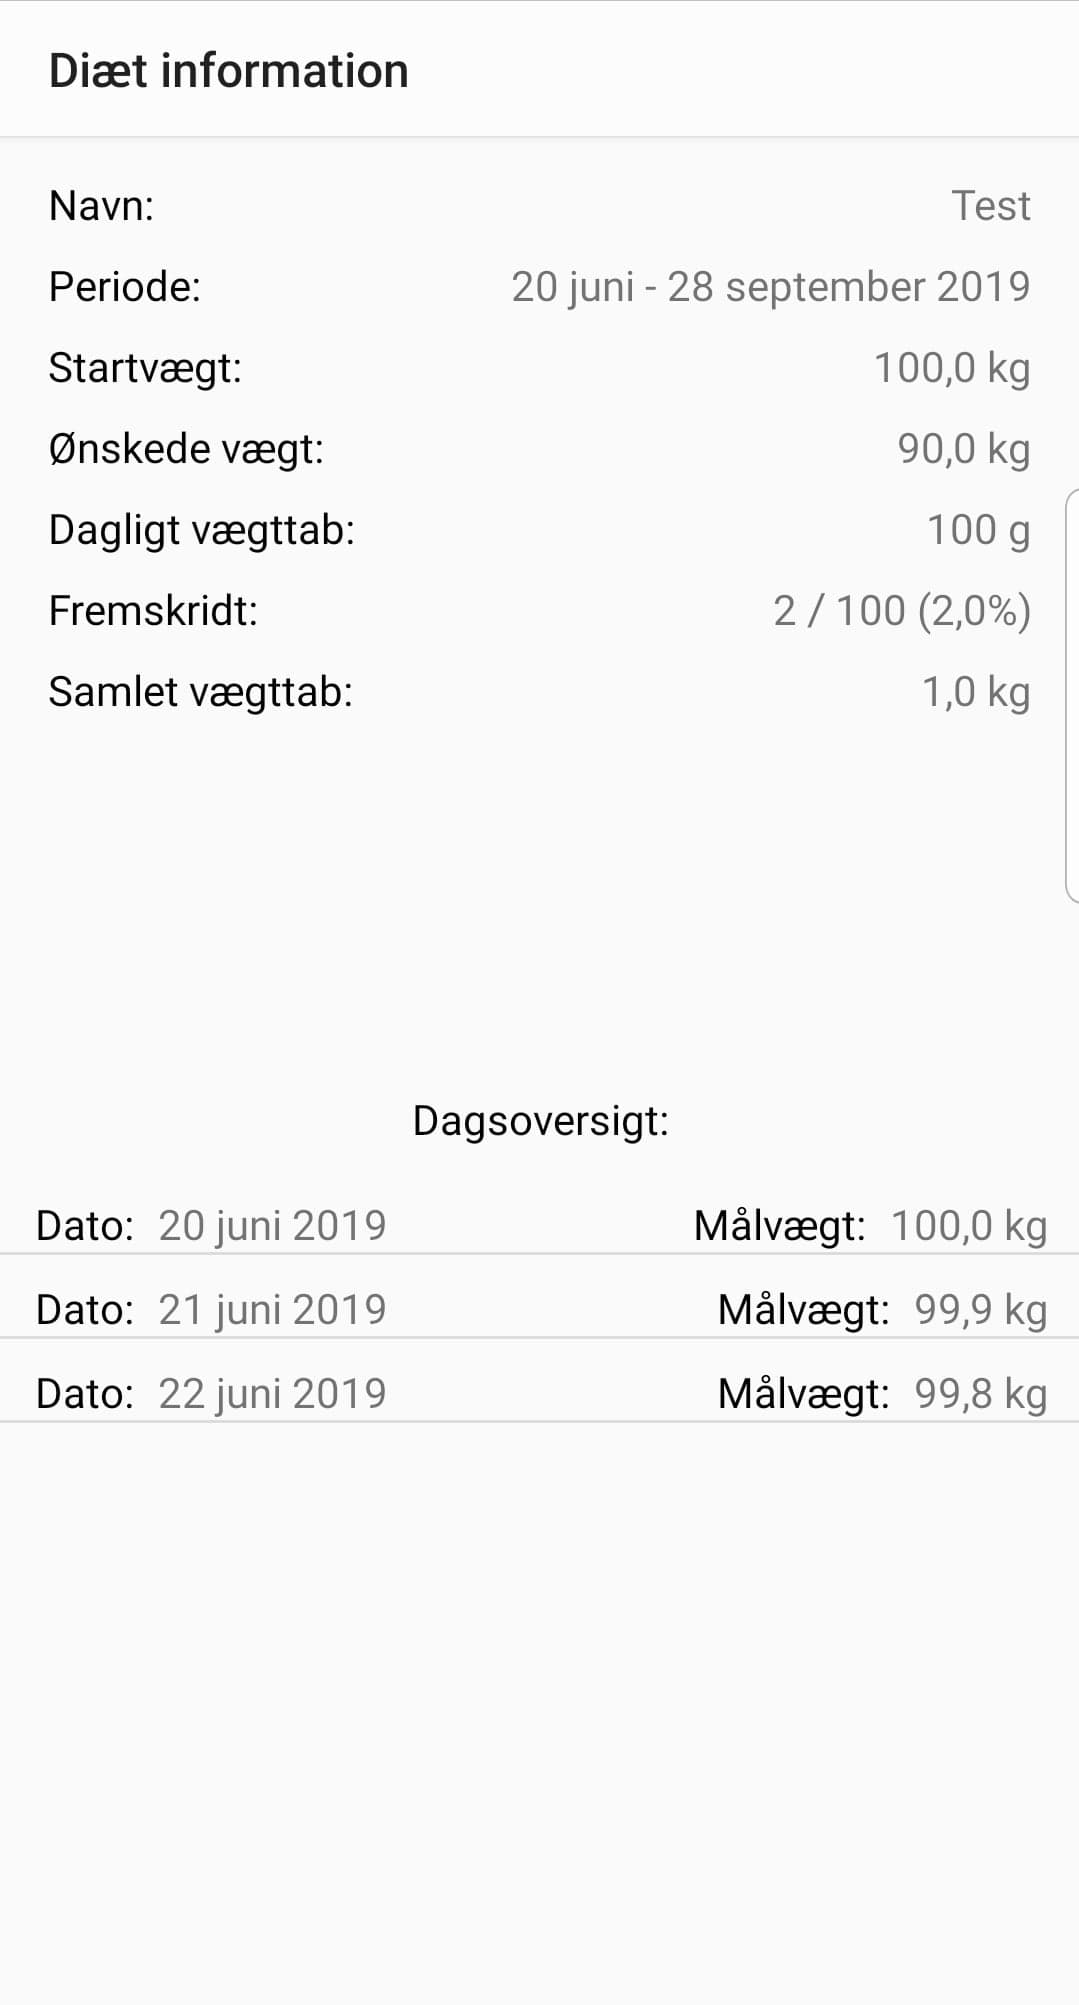 Diæt information
Navn: Test
Periode: 20 juni - 28 september 2019
Startvægt: 100,0 kg
Ønskede vægt: 90,0 kg
Dagligt vægttab: 100 g
Fremskridt: 2 / 100 (2,0%)
Samlet vægttab: 1,0 kg
Dagsoversigt:
Dato: 20 juni 2019 Målvægt: 100,0 kg
Dato: 21 juni 2019 Målvægt: 99,9 kg
Dato: 22 juni 2019 Målvægt: 99,8 kg